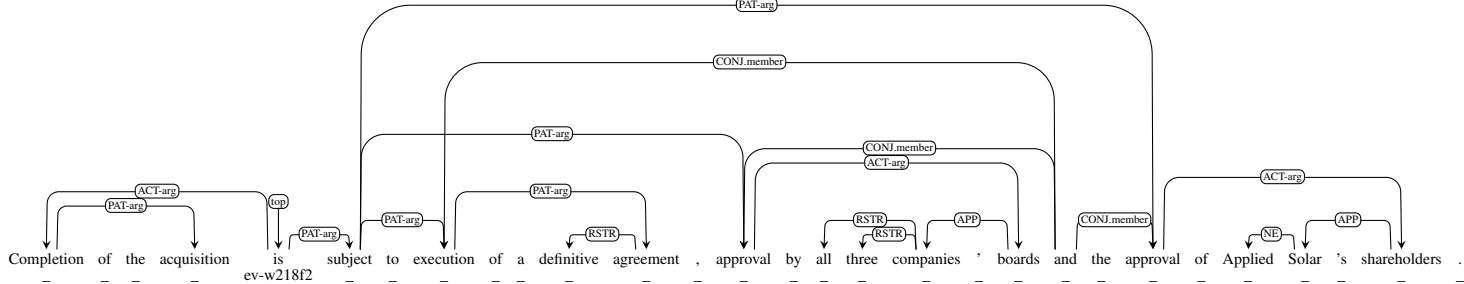 PAT-arg
CONJ.member
PAT-arg
CONJ.member
ACT-arg
ACT-arg PAT-arg ACT-arg
top
PAT-arg
PAT-arg RSTR APP CONJ.member APP
PAT-arg RSTR RSTR NE
Completion of the acquisition is subject to execution of a definitive agreement , approval by all three companies ’ boards and the approval of Applied Solar ’s shareholders .
ev-w218f2
_ _ _ _ _ _ _ _ _ _ _ _ _ _ _ _ _ _ _ _ _ _ _ _ _ _ _ _